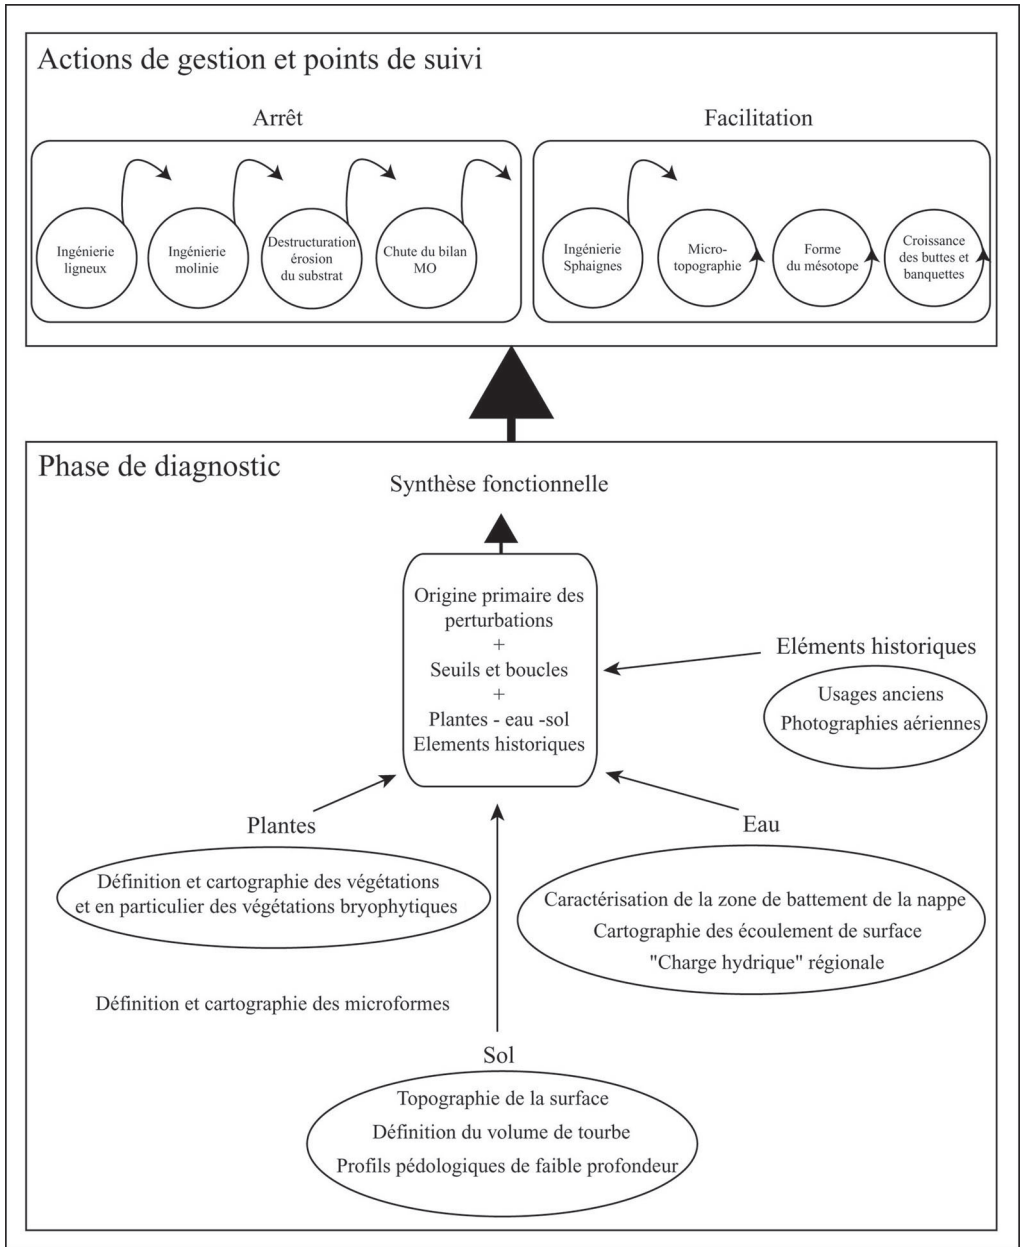 Actions de gestion et points de suivi
Arrêt
Facilitation
Ingénierie
ligneux
Ingénierie
molinie
Destructuration
érosion
du substrat
Chute du bilan
MO
Ingénierie
Sphaignes
Micro-
topographie
Forme
du mésotope
Croissance
des buttes et
banquettes
Phase de diagnostic
Synthèse fonctionnelle
Origine primaire des
perturbations
+
Seuils et boucles
+
Plantes - eau -sol
Elements historiques
Eléments historiques
Usages anciens
Photographies aériennes
Plantes
Définition et cartographie des végétations
et en particulier des végétations bryophytiques
Eau
Caractérisation de la zone de battement de la nappe
Cartographie des écoulement de surface
"Charge hydrique" régionale
Définition et cartographie des microformes
Sol
Topographie de la surface
Définition du volume de tourbe
Profils pédologiques de faible profondeur